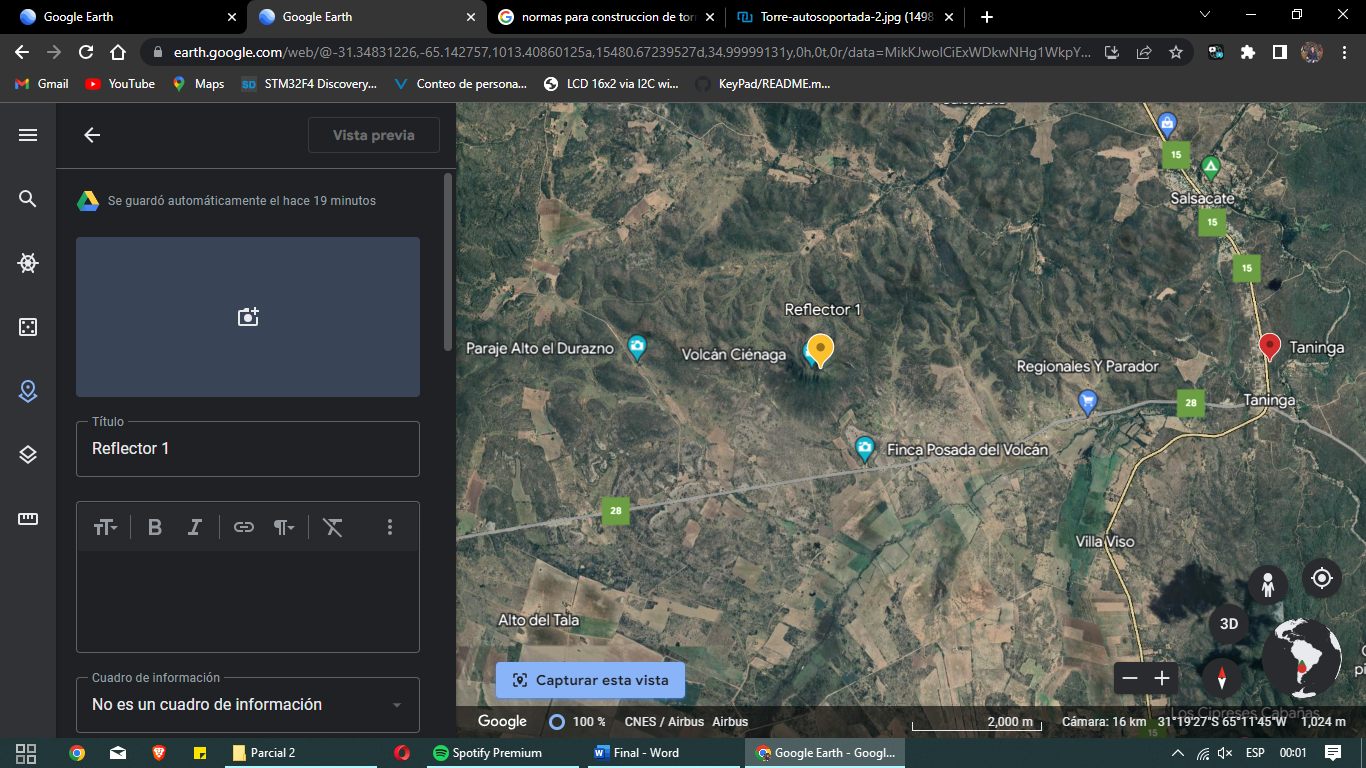 Google Earth
Google Earth
normas para construccion de tor
Torre-autosoportada-2.jpg (1498
earth.google.com/web/@-31.34831226,-65.142757,1013.40860125a,15480.67239527d,34.99999131y,0h,0t,0r/data=MikKJwolCiExWDkwNHg1WkpY...
Gmail
YouTube
Maps
SD STM32F4 Discovery...
Conteo de persona...
LCD 16x2 via I2C wi...
KeyPad/README.m...
Vista previa
Se guardó automáticamente el hace 19 minutos
Título
Reflector 1
Cuadro de información
No es un cuadro de información
Salsacate
15
Salsacate
15
15
Reflector 1
Paraje Alto el Durazno
Volcán Ciénaga
Taninga
Regionales Y Parador
28
Taninga
Finca Posada del Volcán
28
Villa Viso
Alto del Tala
3D
Capturar esta vista
Los Cipreses Cabañas
Google
100 %
CNES / Airbus Airbus
2,000 m
Cámara: 16 km 31°19'27"S 65°11'45"W 1,024 m
15
Parcial 2
Spotify Premium
Final - Word
Google Earth - Googl...
ESP
00:01